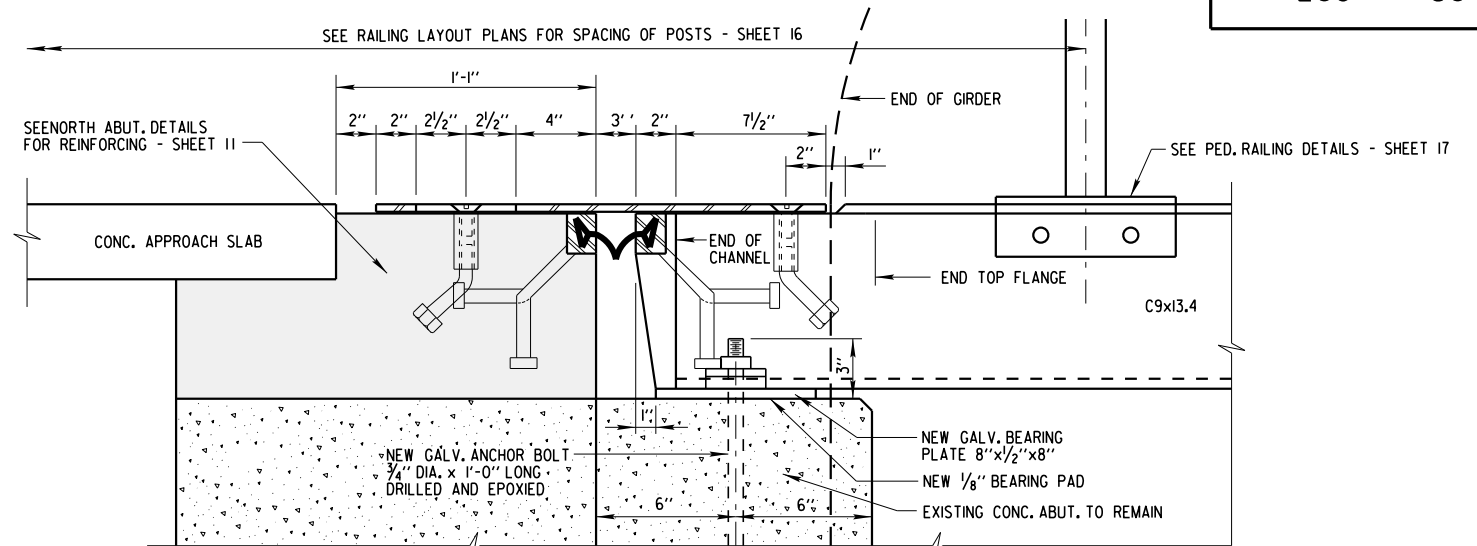 SEE RAILING LAYOUT PLANS FOR SPACING OF POSTS - SHEET 16
1'-1"
END OF GIRDER
2" 2" 2½" 2½" 4" 3'' 2" 7½"
SEENORTH ABUT. DETAILS
FOR REINFORCING - SHEET 11
2" 1"
SEE PED. RAILING DETAILS - SHEET 17
CONC. APPROACH SLAB
END OF
CHANNEL
END TOP FLANGE
C9x13.4
3"
1"
NEW GALV. ANCHOR BOLT
¾" DIA. x 1'-0" LONG
DRILLED AND EPOXIED
NEW GALV. BEARING
PLATE 8"x½"x8"
NEW ⅛" BEARING PAD
6" 6"
EXISTING CONC. ABUT. TO REMAIN